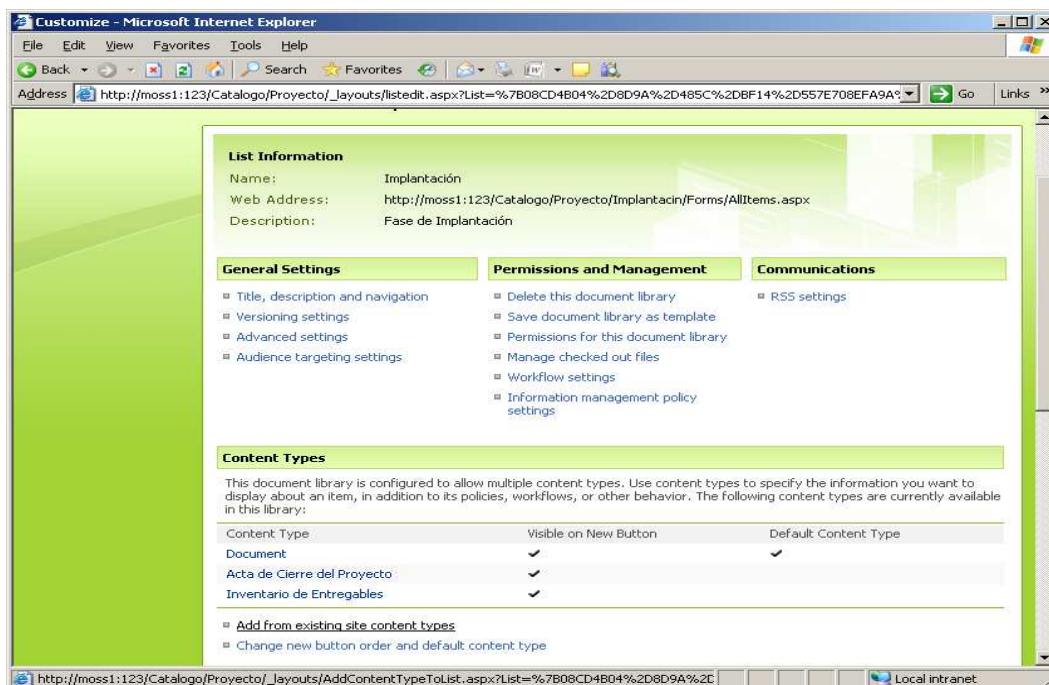 Customize - Microsoft Internet Explorer
File Edit View Favorites Tools Help
Back Search Favorites
Address http://moss1:123/Catalogo/Proyecto/_layouts/listedit.aspx?List=%7B08CD4B04%2D8D9A%2D485C%2DBF14%2D557E708EFA9A% Go Links »
List Information
Name: Implantación
Web Address: http://moss1:123/Catalogo/Proyecto/Implantacin/Forms/AllItems.aspx
Description: Fase de Implantación
General Settings Permissions and Management Communications
Title, description and navigation Delete this document library RSS settings
Versioning settings Save document library as template
Advanced settings Permissions for this document library
Audience targeting settings Manage checked out files
Workflow settings
Information management policy
settings
Content Types
This document library is configured to allow multiple content types. Use content types to specify the information you want to
display about an item, in addition to its policies, workflows, or other behavior. The following content types are currently available
in this library:
Content Type Visible on New Button Default Content Type
Document
Acta de Cierre del Proyecto
Inventario de Entregables
Add from existing site content types
Change new button order and default content type
http://moss1:123/Catalogo/Proyecto/_layouts/AddContentTypeToList.aspx?List=%7B08CD4B04%2D8D9A%2D Local intranet